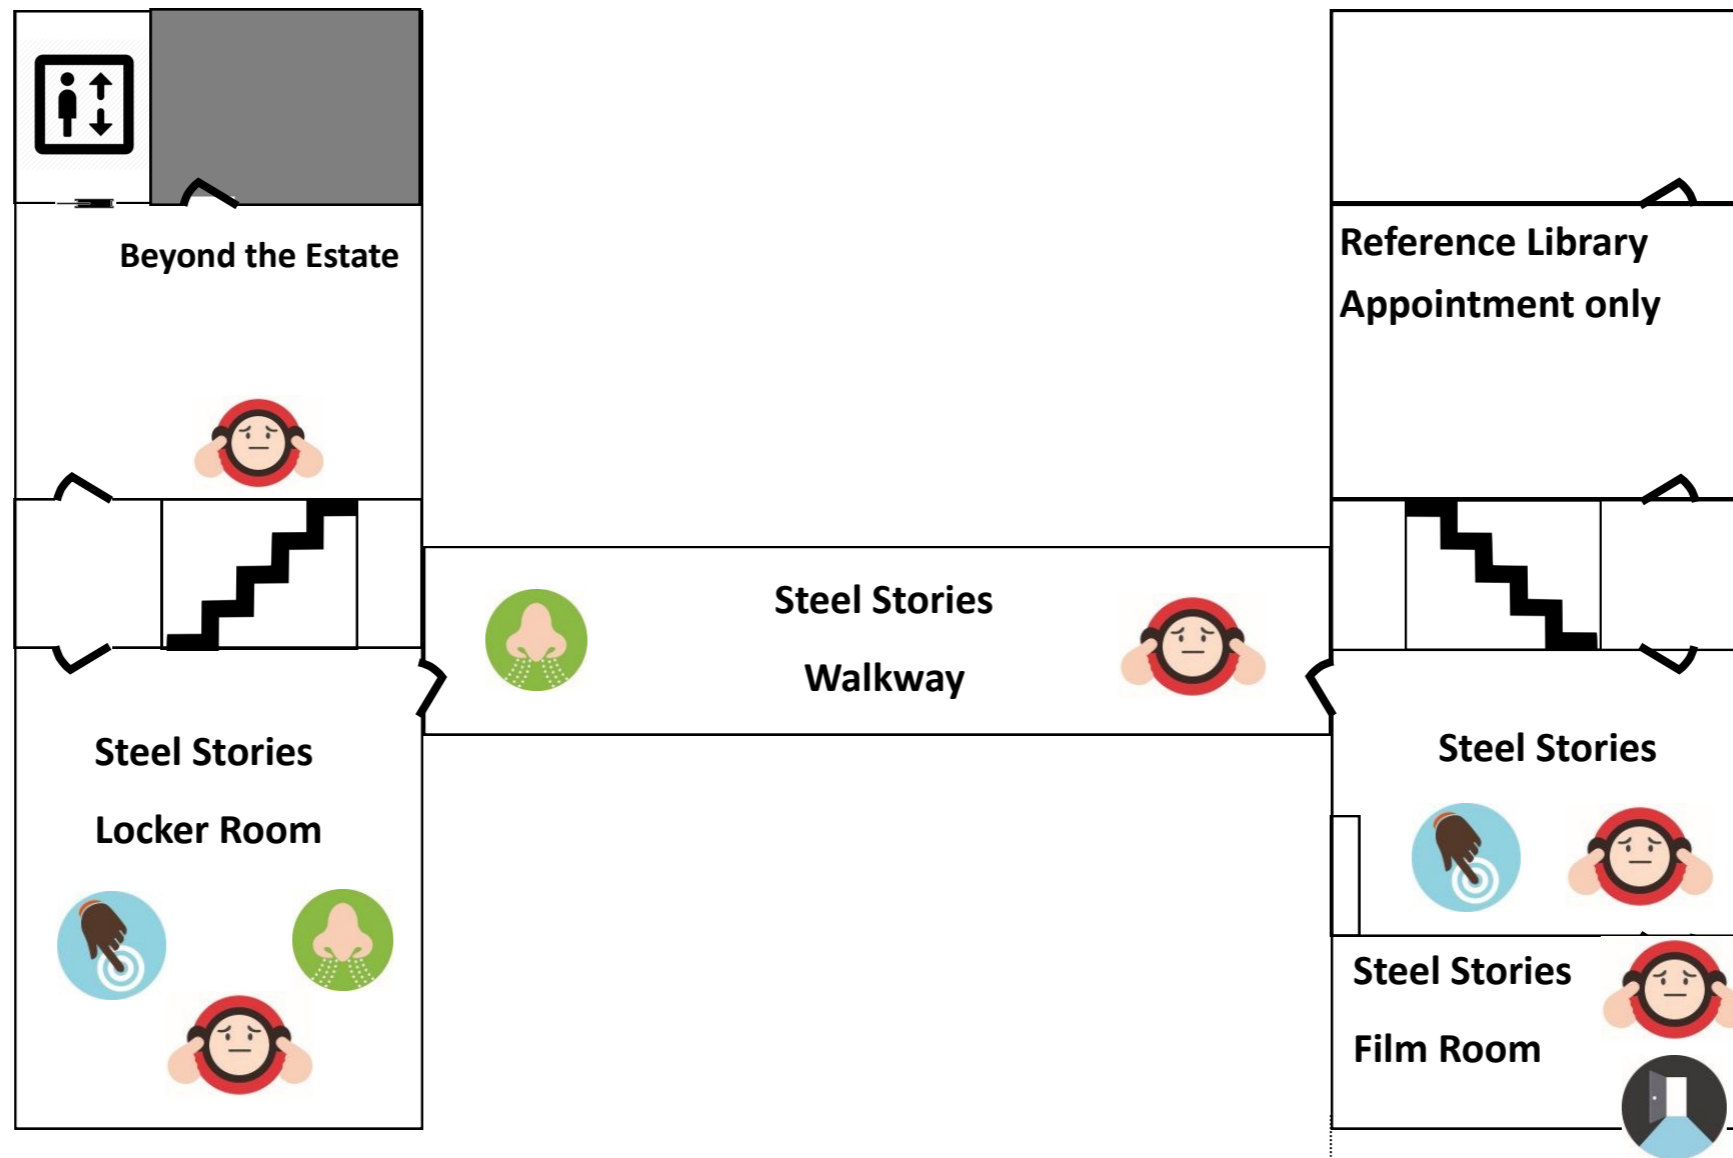 Beyond the Estate
Reference Library
Appointment only
Steel Stories
Walkway
Steel Stories
Locker Room
Steel Stories
Steel Stories
Film Room